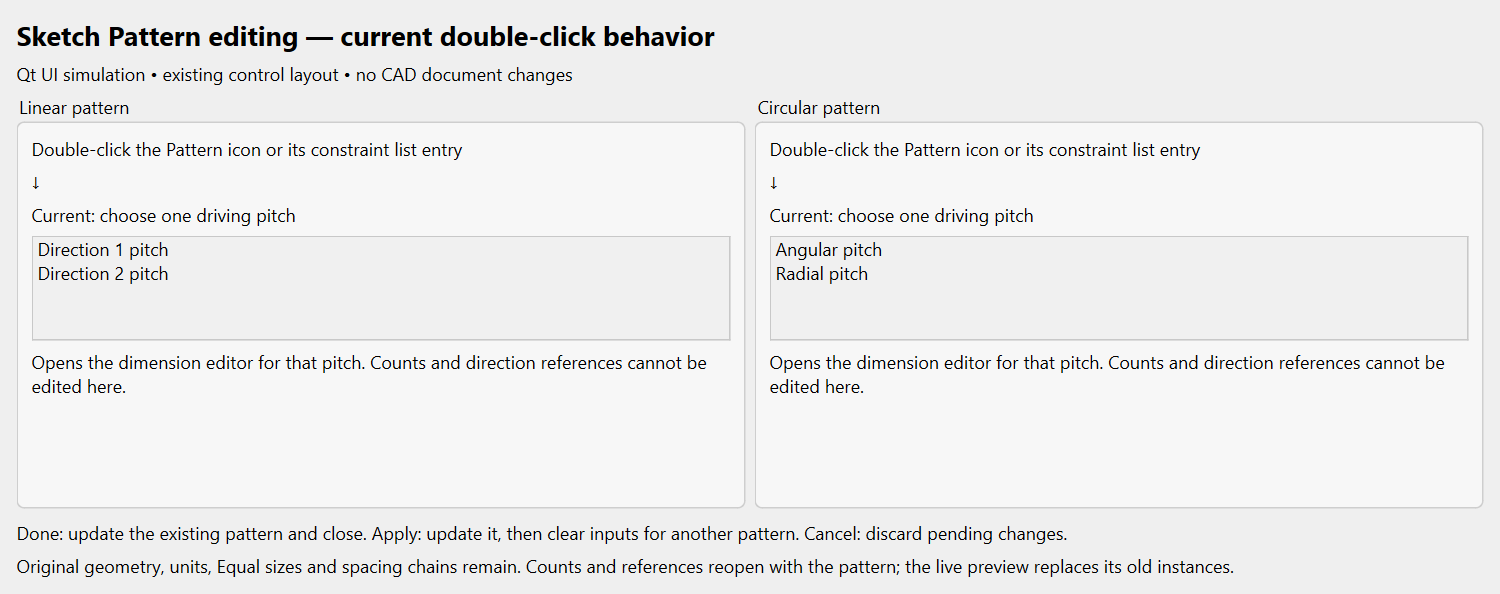 Sketch Pattern editing — current double-click behavior
Qt UI simulation • existing control layout • no CAD document changes
Linear pattern
Double-click the Pattern icon or its constraint list entry
↓
Current: choose one driving pitch
Direction 1 pitch
Direction 2 pitch
Opens the dimension editor for that pitch. Counts and direction references cannot be
edited here.
Circular pattern
Double-click the Pattern icon or its constraint list entry
↓
Current: choose one driving pitch
Angular pitch
Radial pitch
Opens the dimension editor for that pitch. Counts and direction references cannot be
edited here.
Done: update the existing pattern and close. Apply: update it, then clear inputs for another pattern. Cancel: discard pending changes.
Original geometry, units, Equal sizes and spacing chains remain. Counts and references reopen with the pattern; the live preview replaces its old instances.